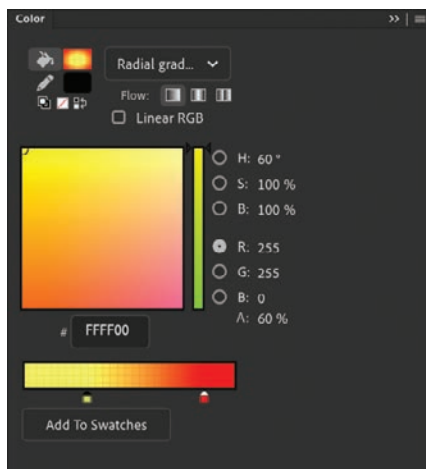 Color
Radial grad...
Flow:
Linear RGB
H: 60 °
S: 100 %
B: 100 %
R: 255
G: 255
B: 0
A: 60 %
# FFFF00
Add To Swatches